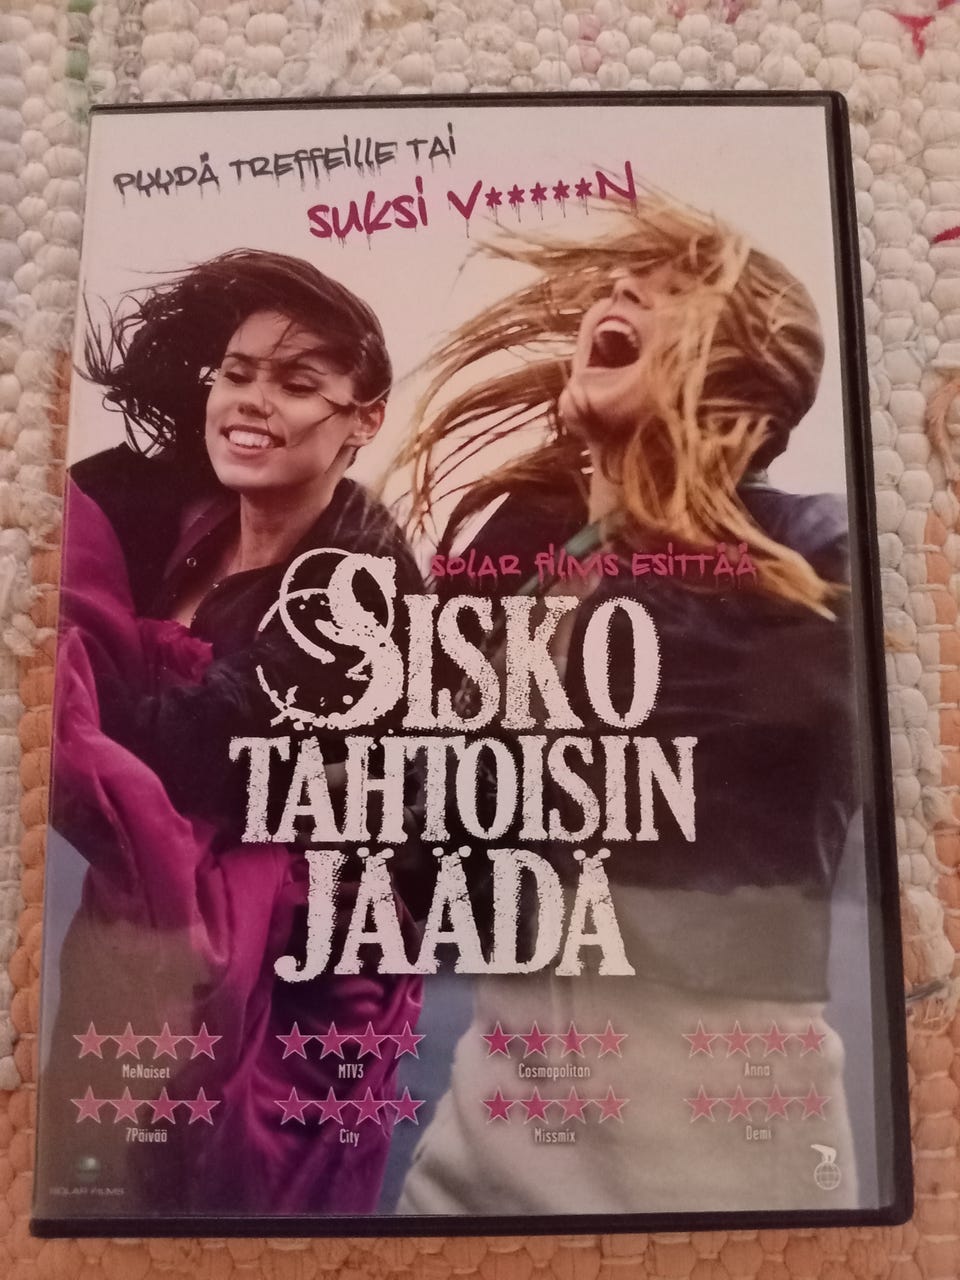 PYYDÄ TREFFEILLE TAI
SUKSI V*****N
SOLAR FILMS ESITTÄÄ
SISKO
TAHTOISIN
JÄÄDÄ
MeNaiset
MTV3
Cosmopolitan
Anna
7Päivää
City
Missmix
Demi
SOLAR FILMS